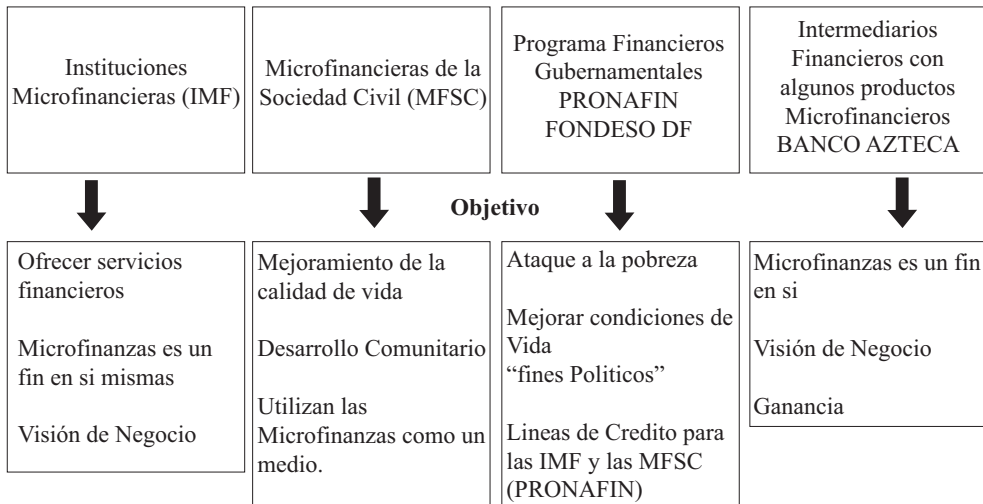 Instituciones
Microfinancieras (IMF)
Microfinancieras de la
Sociedad Civil (MFSC)
Programa Financieros
Gubernamentales
PRONAFIN
FONDESO DF
Intermediarios
Financieros con
algunos productos
Microfinancieros
BANCO AZTECA
Objetivo
Ofrecer servicios
financieros
Microfinanzas es un
fin en si mismas
Visión de Negocio
Mejoramiento de la
calidad de vida
Desarrollo Comunitario
Utilizan las
Microfinanzas como un
medio.
Ataque a la pobreza
Mejorar condiciones de
Vida
“fines Politicos”
Lineas de Credito para
las IMF y las MFSC
(PRONAFIN)
Microfinanzas es un fin
en si
Visión de Negocio
Ganancia